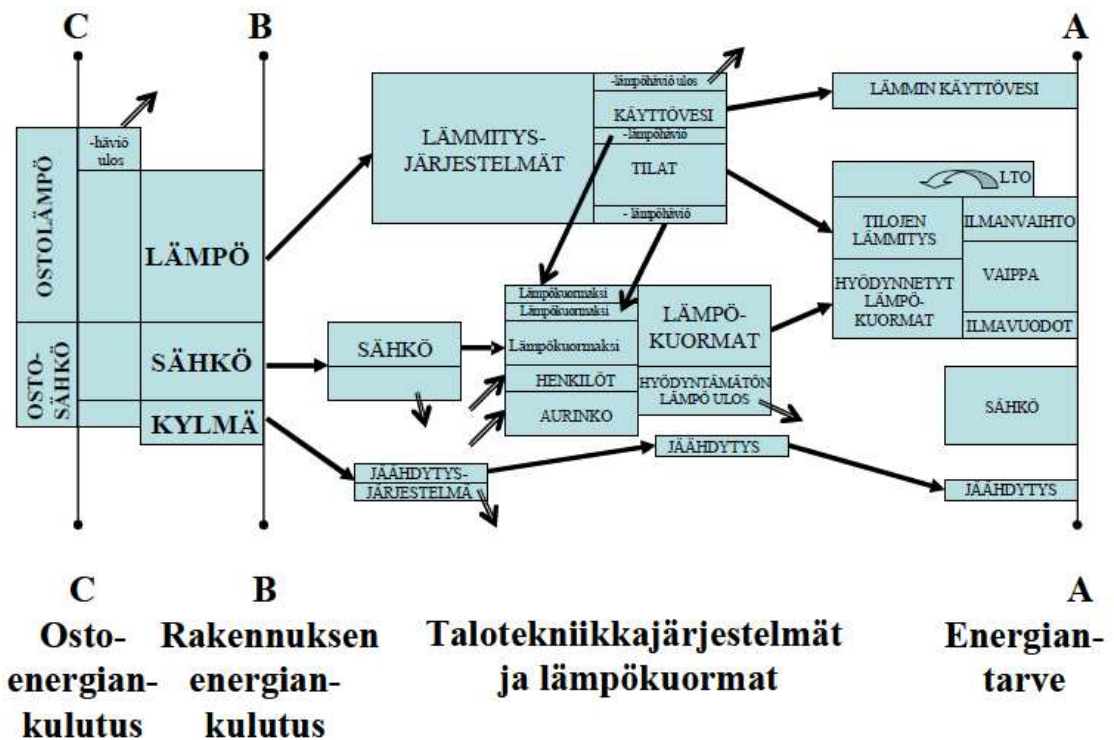 C
B
A
-häviö
ulos
OSTOLÄMPÖ
OSTO-
SÄHKÖ
LÄMPÖ
SÄHKÖ
KYLMÄ
LÄMMITYS-
JÄRJESTELMÄT
-lämpöhäviö ulos
KÄYTTÖVESI
-lämpöhäviö
TILAT
- lämpöhäviö
LÄMMIN KÄYTTÖVESI
LTO
TILOJEN
LÄMMITYS
HYÖDYNNETYT
LÄMPÖ-
KUORMAT
ILMANVAIHTO
VAIPPA
ILMAVUODOT
SÄHKÖ
Lämpökuormaksi
Lämpökuormaksi
Lämpökuormaksi
HENKILÖT
AURINKO
LÄMPÖ-
KUORMAT
HYÖDYNTÄMÄTÖN
LÄMPÖ ULOS
SÄHKÖ
JÄÄHDYTYS-
JÄRJESTELMÄ
JÄÄHDYTYS
JÄÄHDYTYS
C
B
A
Osto-
energian-
kulutus
Rakennuksen
energian-
kulutus
Talotekniikkajärjestelmät
ja lämpökuormat
Energian-
tarve